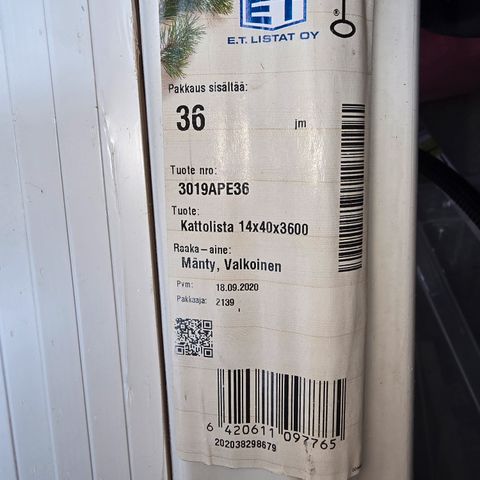 ET
E.T. LISTAT OY
®
Pakkaus sisältää:
36 jm
Tuote nro:
3019APE36
Tuote:
Kattolista 14x40x3600
Raaka-aine:
Mänty, Valkoinen
Pvm: 18.09.2020
Pakkaaja: 2139
6 420611 097765
202038298679